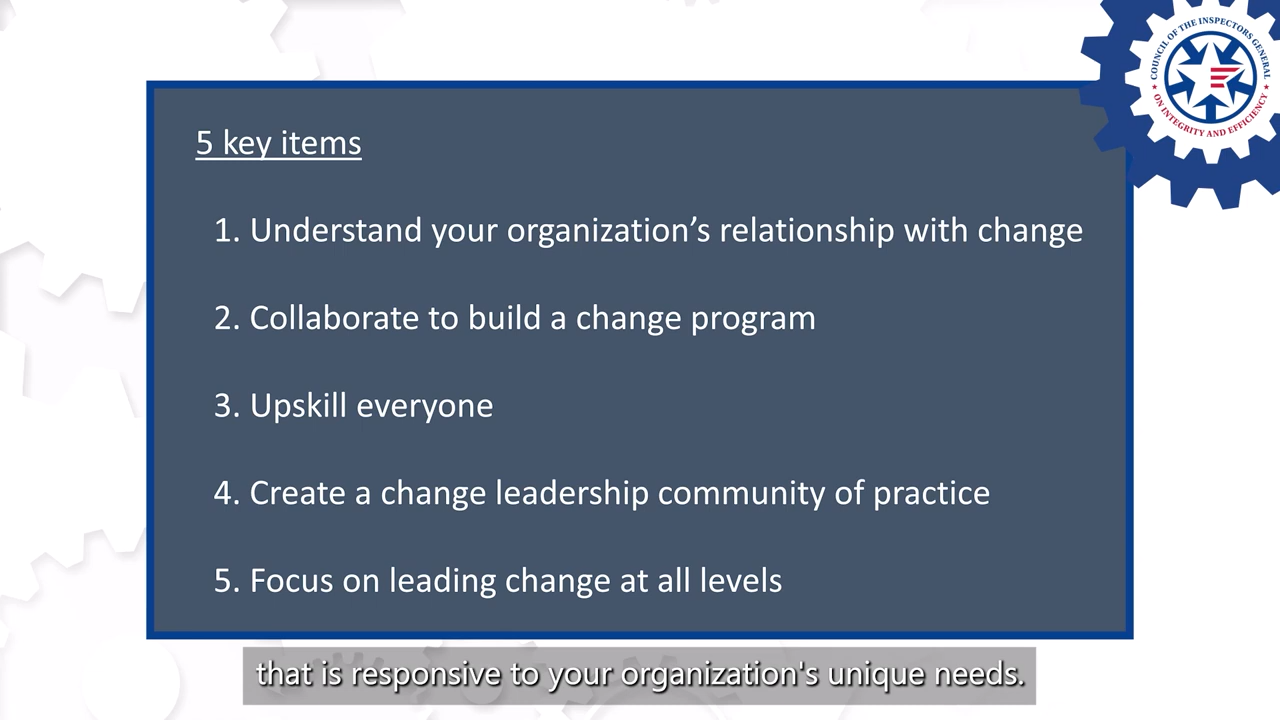 COUNCIL OF THE INSPECTORS GENERAL
ON INTEGRITY AND EFFICIENCY
5 key items
1. Understand your organization’s relationship with change
2. Collaborate to build a change program
3. Upskill everyone
4. Create a change leadership community of practice
5. Focus on leading change at all levels
that is responsive to your organization's unique needs.